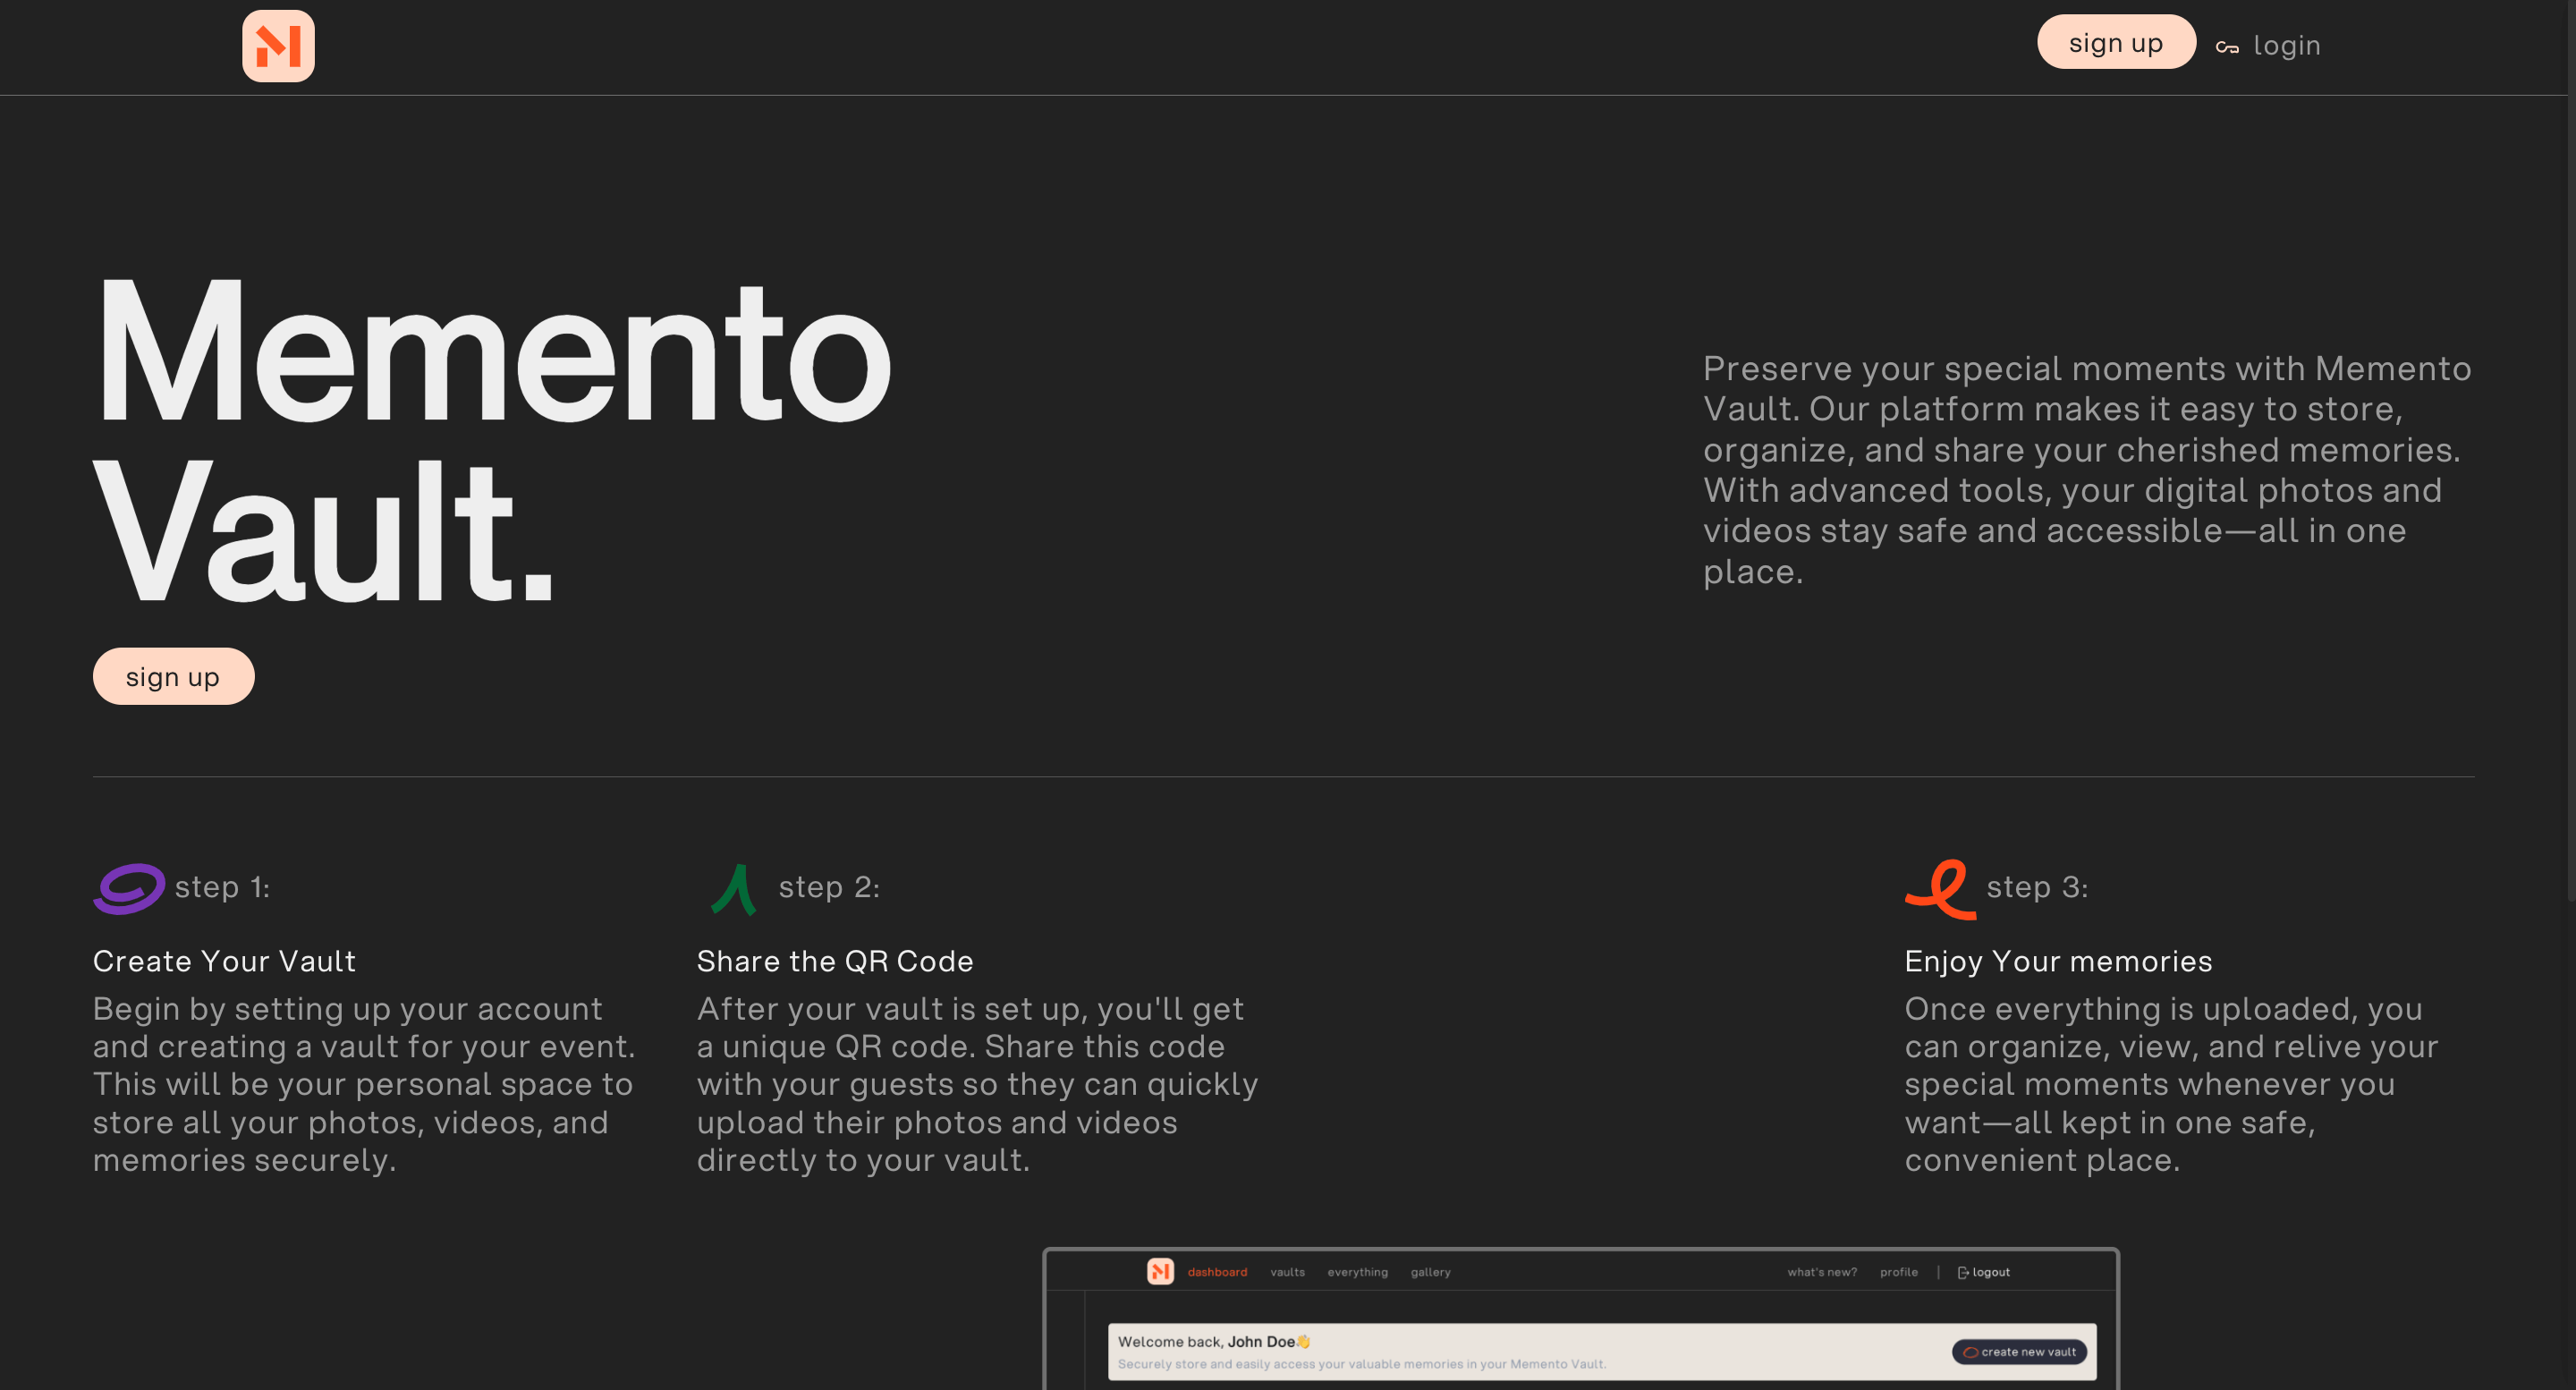 sign up
login
Memento
Vault.
Preserve your special moments with Memento
Vault. Our platform makes it easy to store,
organize, and share your cherished memories.
With advanced tools, your digital photos and
videos stay safe and accessible—all in one
place.
sign up
step 1:
Create Your Vault
Begin by setting up your account
and creating a vault for your event.
This will be your personal space to
store all your photos, videos, and
memories securely.
step 2:
Share the QR Code
After your vault is set up, you'll get
a unique QR code. Share this code
with your guests so they can quickly
upload their photos and videos
directly to your vault.
step 3:
Enjoy Your memories
Once everything is uploaded, you
can organize, view, and relive your
special moments whenever you
want—all kept in one safe,
convenient place.
dashboard vaults everything gallery what's new? profile | logout
Welcome back, John Doe👋
Securely store and easily access your valuable memories in your Memento Vault.
create new vault